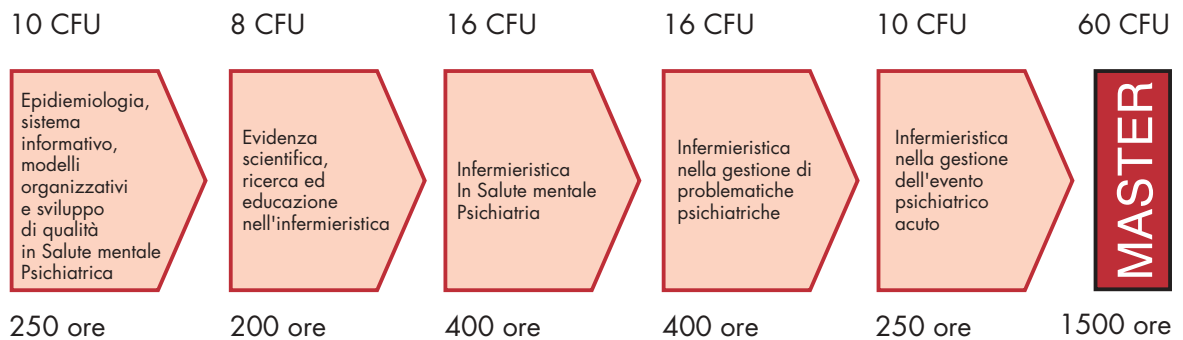 10 CFU
8 CFU
16 CFU
16 CFU
10 CFU
60 CFU
Epidemiologia,
sistema
informativo,
modelli
organizzativi
e sviluppo
di qualità
in Salute mentale
Psichiatrica
Evidenza
scientifica,
ricerca ed
educazione
nell'infermieristica
Infermieristica
In Salute mentale
Psichiatria
Infermieristica
nella gestione di
problematiche
psichiatriche
Infermieristica
nella gestione
dell'evento
psichiatrico
acuto
MASTER
250 ore
200 ore
400 ore
400 ore
250 ore
1500 ore